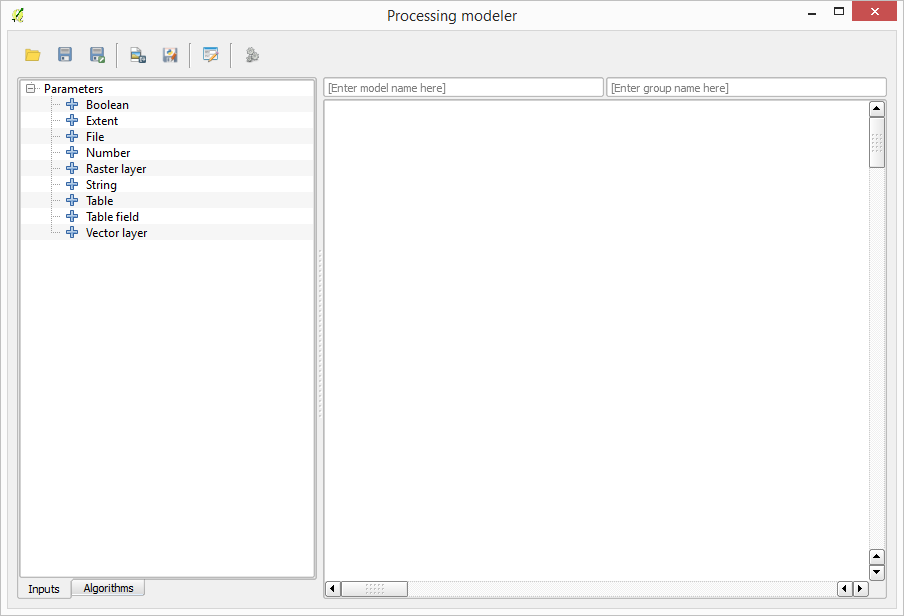 Processing modeler
Parameters
Boolean
Extent
File
Number
Raster layer
String
Table
Table field
Vector layer
Inputs
Algorithms
[Enter model name here]
[Enter group name here]